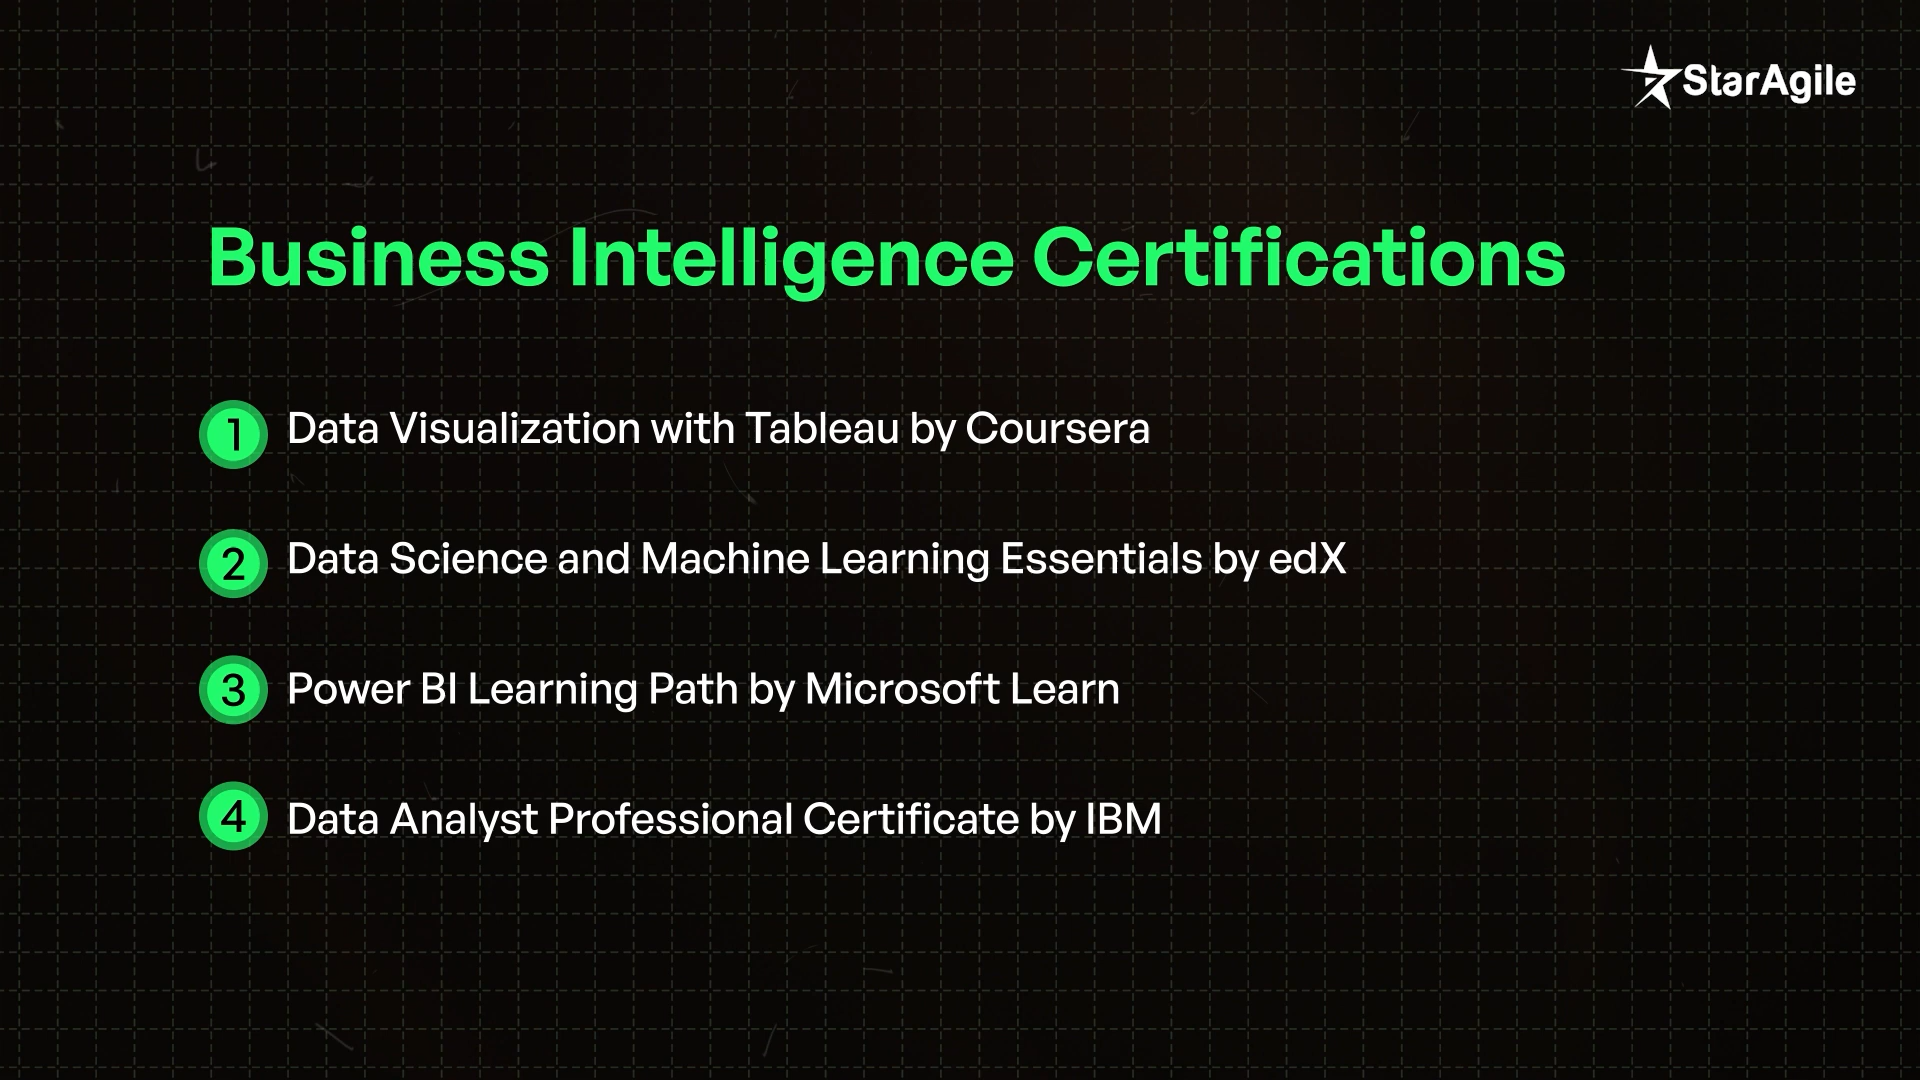 StarAgile
Business Intelligence Certifications
1 Data Visualization with Tableau by Coursera
2 Data Science and Machine Learning Essentials by edX
3 Power BI Learning Path by Microsoft Learn
4 Data Analyst Professional Certificate by IBM